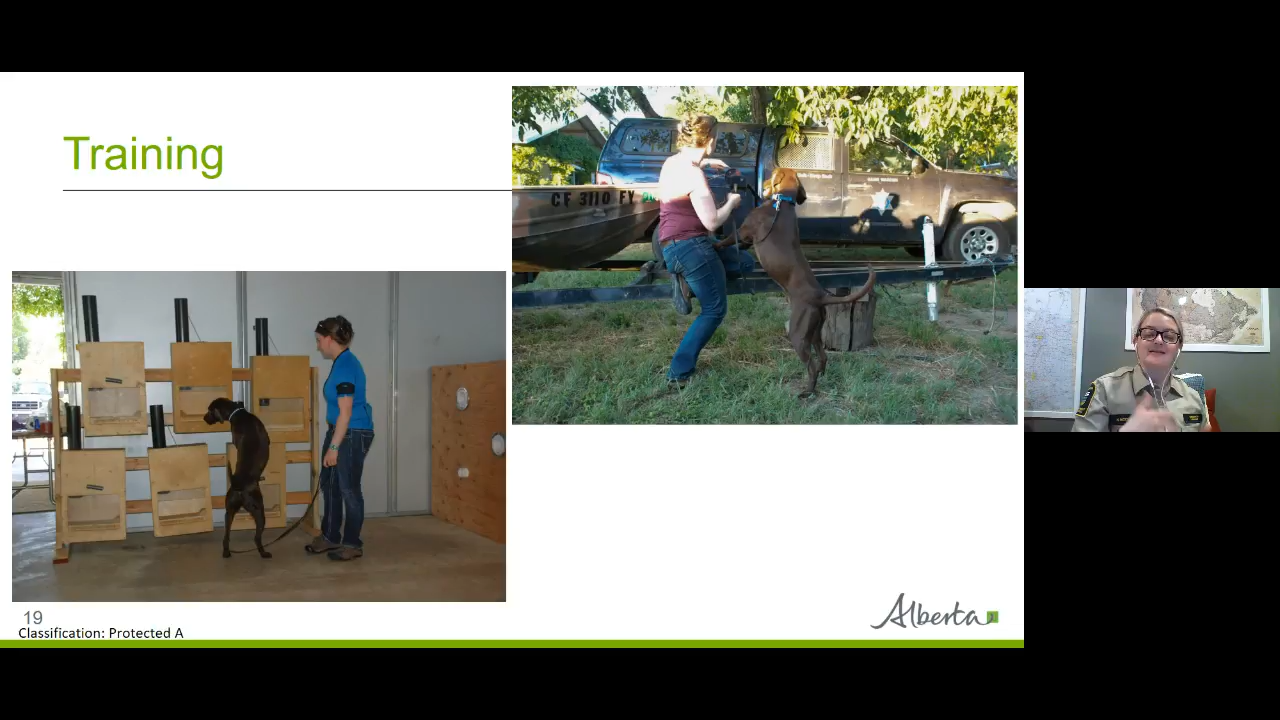 Training
CF 3110 FY
19
Classification: Protected A
Alberta